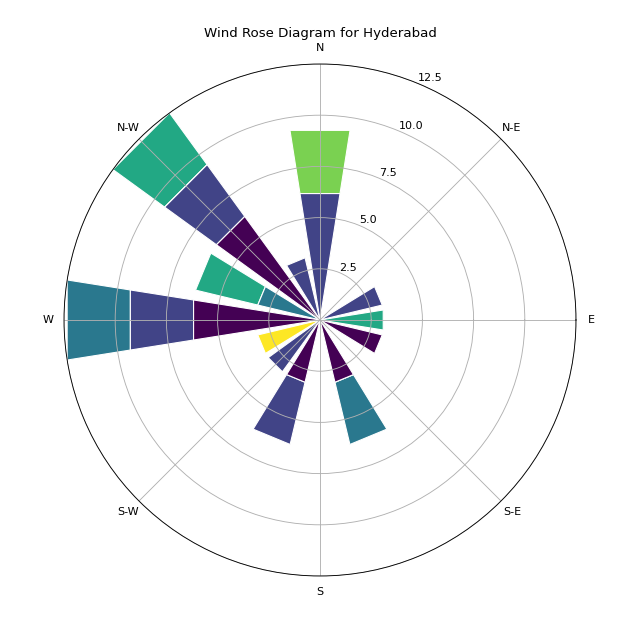 Wind Rose Diagram for Hyderabad
N
12.5
N-W
N-E
10.0
7.5
5.0
2.5
W
E
S-W
S-E
S